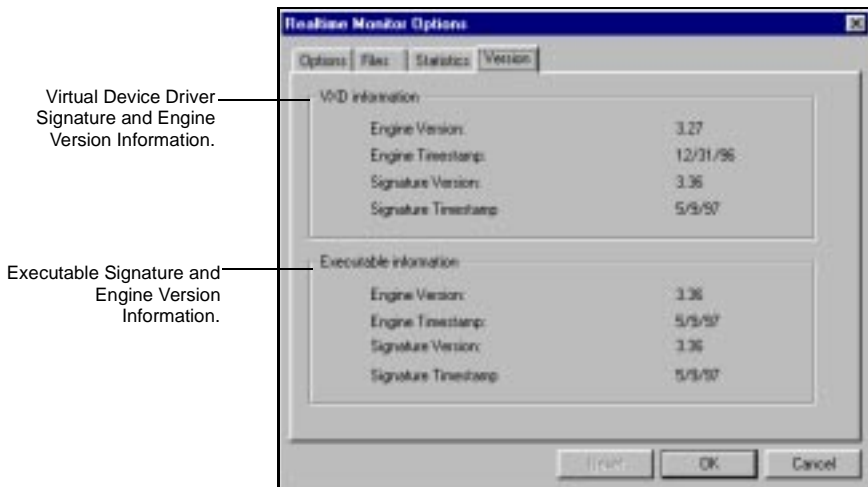 Realtime Monitor Options
Options Files Statistics Version
Virtual Device Driver
Signature and Engine
Version Information.
VXD information
Engine Version: 3.27
Engine Timestamp: 12/31/96
Signature Version: 3.36
Signature Timestamp 5/9/97
Executable Signature and
Engine Version
Information.
Executable information
Engine Version: 3.36
Engine Timestamp: 5/9/97
Signature Version: 3.36
Signature Timestamp 5/9/97
OK Cancel